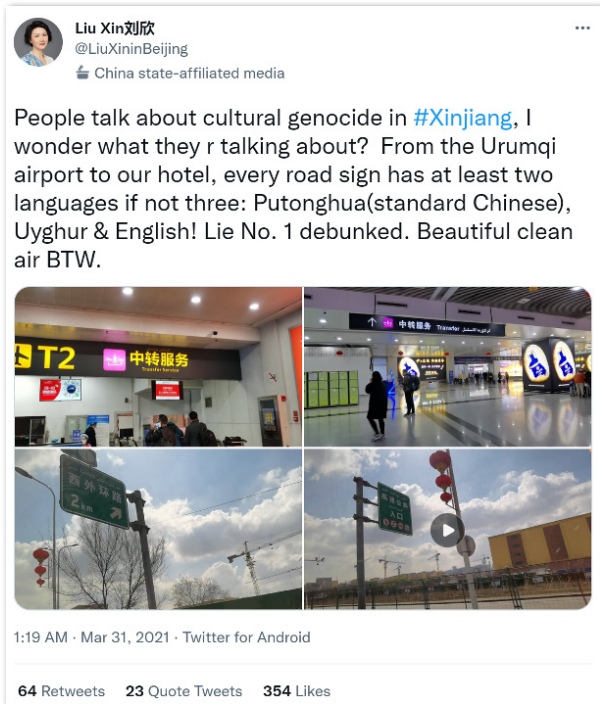 Liu Xin刘欣
@LiuXininBeijing
China state-affiliated media
People talk about cultural genocide in #Xinjiang, I
wonder what they r talking about?  From the Urumqi
airport to our hotel, every road sign has at least two
languages if not three: Putonghua(standard Chinese),
Uyghur & English! Lie No. 1 debunked. Beautiful clean
air BTW.
T2
中转服务
Transfer Service
中转服务 Transfer
西外环路
2km
入口
1:19 AM · Mar 31, 2021 · Twitter for Android
64 Retweets 23 Quote Tweets 354 Likes